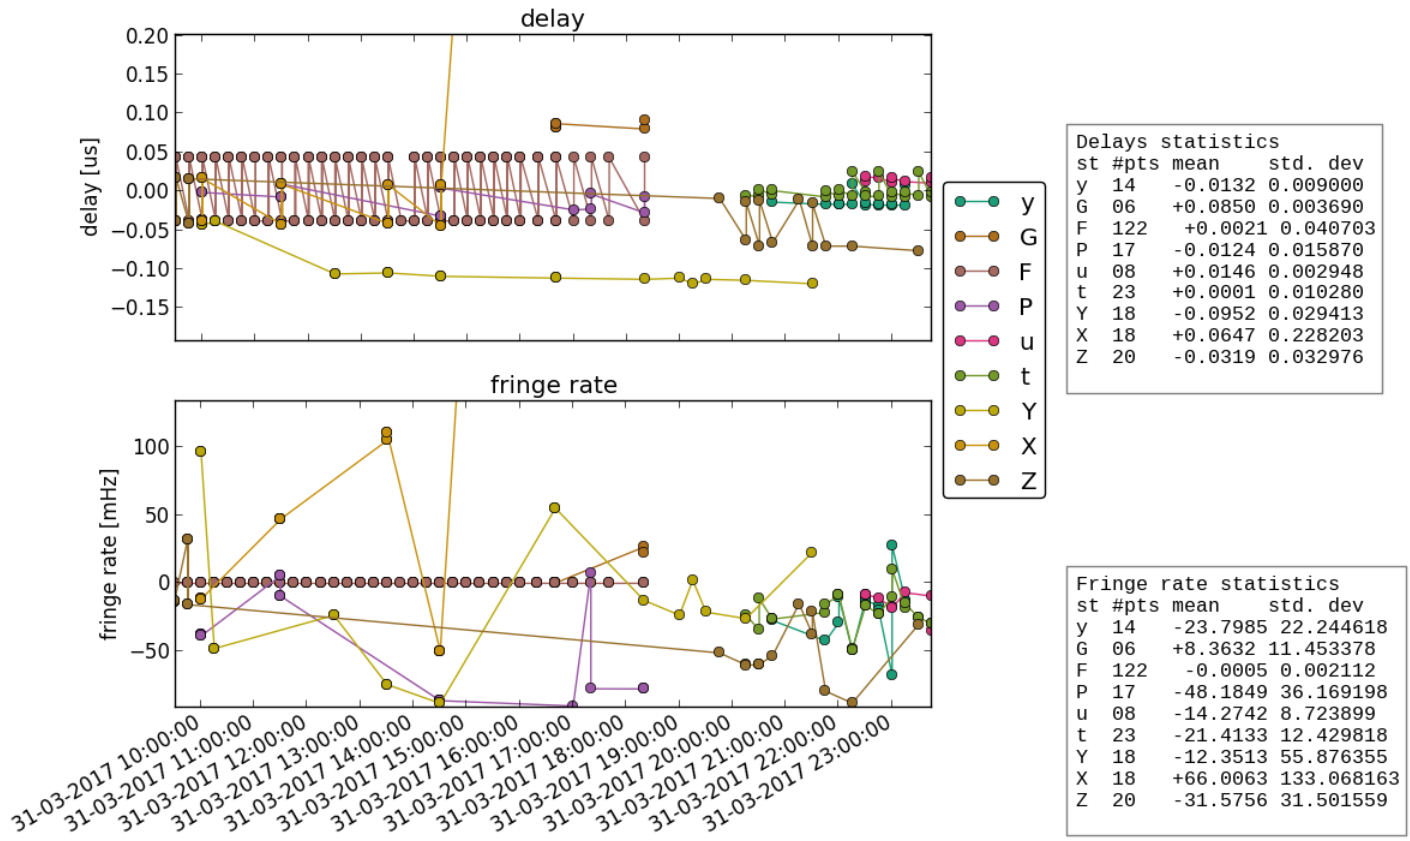 delay
0.20
0.15
0.10
0.05
0.00
−0.05
−0.10
−0.15
delay [us]
fringe rate
100
50
0
−50
fringe rate [mHz]
31-03-2017 10:00:00
31-03-2017 11:00:00
31-03-2017 12:00:00
31-03-2017 13:00:00
31-03-2017 14:00:00
31-03-2017 15:00:00
31-03-2017 16:00:00
31-03-2017 17:00:00
31-03-2017 18:00:00
31-03-2017 19:00:00
31-03-2017 20:00:00
31-03-2017 21:00:00
31-03-2017 22:00:00
31-03-2017 23:00:00
y
G
F
P
u
t
Y
X
Z
Delays statistics
st #pts mean std. dev
y 14 -0.0132 0.009000
G 06 +0.0850 0.003690
F 122 +0.0021 0.040703
P 17 -0.0124 0.015870
u 08 +0.0146 0.002948
t 23 +0.0001 0.010280
Y 18 -0.0952 0.029413
X 18 +0.0647 0.228203
Z 20 -0.0319 0.032976
Fringe rate statistics
st #pts mean std. dev
y 14 -23.7985 22.244618
G 06 +8.3632 11.453378
F 122 -0.0005 0.002112
P 17 -48.1849 36.169198
u 08 -14.2742 8.723899
t 23 -21.4133 12.429818
Y 18 -12.3513 55.876355
X 18 +66.0063 133.068163
Z 20 -31.5756 31.501559